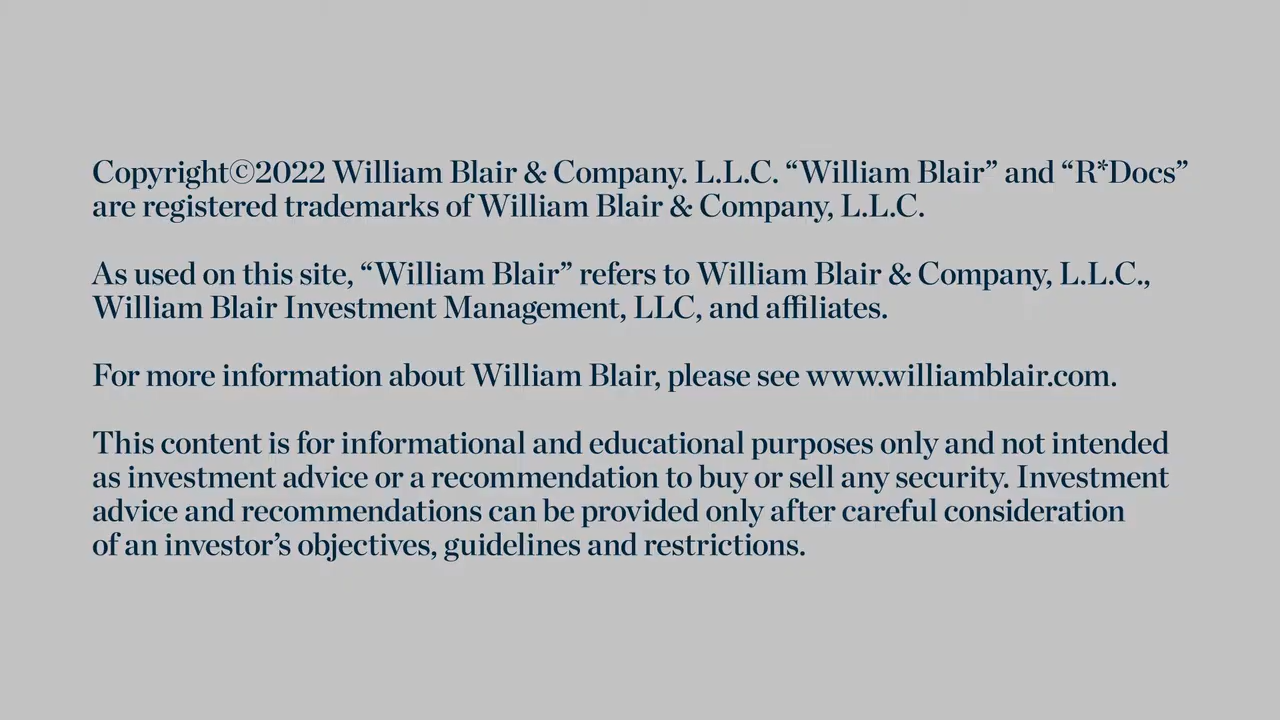 Copyright©2022 William Blair & Company. L.L.C. “William Blair” and “R*Docs”
are registered trademarks of William Blair & Company, L.L.C.
As used on this site, “William Blair” refers to William Blair & Company, L.L.C.,
William Blair Investment Management, LLC, and affiliates.
For more information about William Blair, please see www.williamblair.com.
This content is for informational and educational purposes only and not intended
as investment advice or a recommendation to buy or sell any security. Investment
advice and recommendations can be provided only after careful consideration
of an investor’s objectives, guidelines and restrictions.